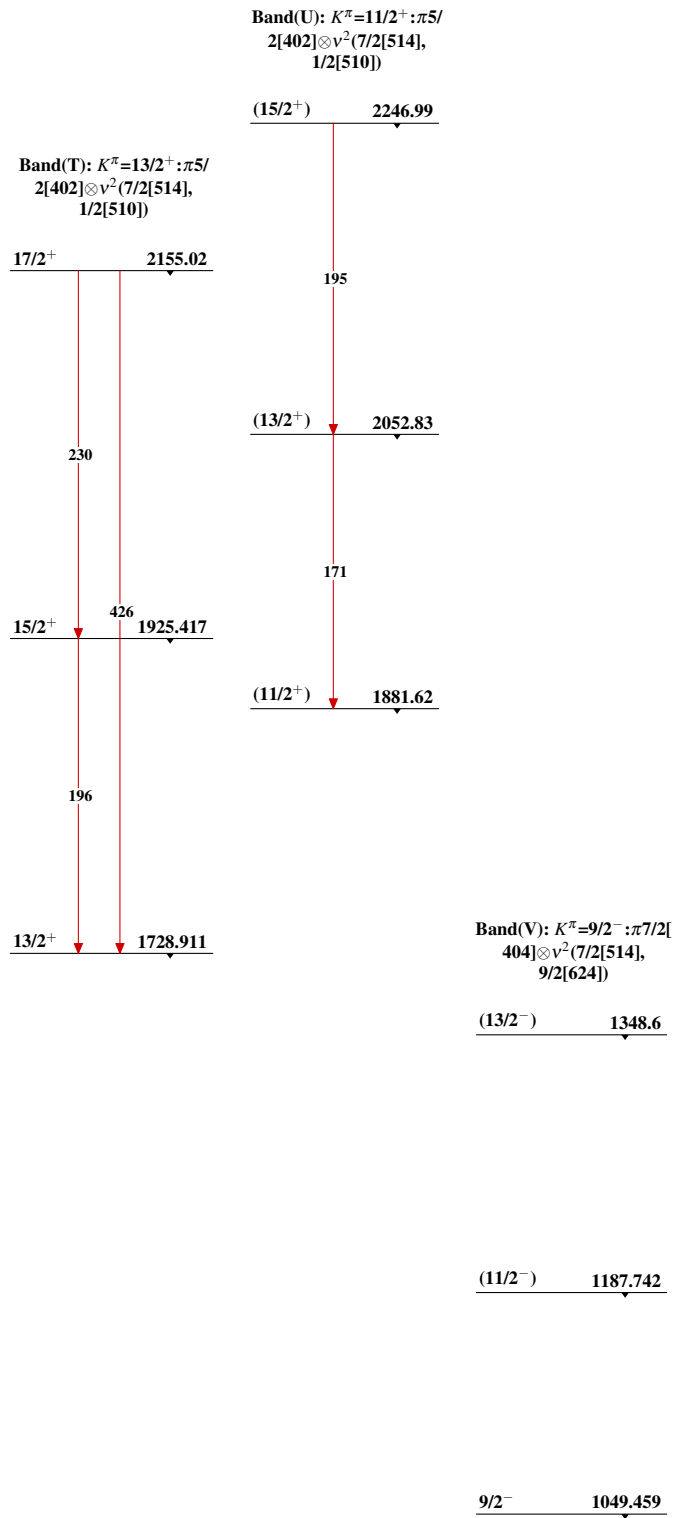 Band(U): Kπ=11/2+:π5/
2[402]⊗ν2(7/2[514],
1/2[510])
(15/2+) 2246.99
195
(13/2+) 2052.83
171
(11/2+) 1881.62
Band(T): Kπ=13/2+:π5/
2[402]⊗ν2(7/2[514],
1/2[510])
17/2+ 2155.02
230
426
15/2+ 1925.417
196
13/2+ 1728.911
Band(V): Kπ=9/2−:π7/2[
404]⊗ν2(7/2[514],
9/2[624])
(13/2−) 1348.6
(11/2−) 1187.742
9/2− 1049.459